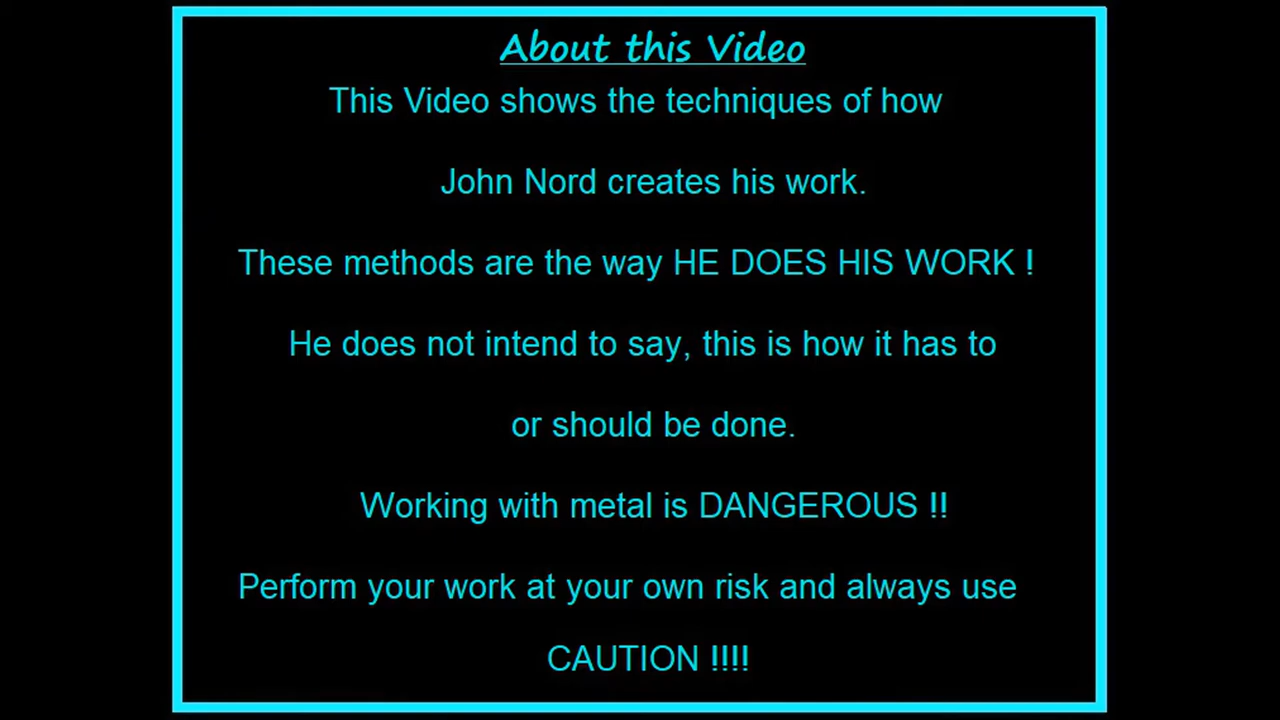 About this Video
This Video shows the techniques of how
John Nord creates his work.
These methods are the way HE DOES HIS WORK !
He does not intend to say, this is how it has to
or should be done.
Working with metal is DANGEROUS !!
Perform your work at your own risk and always use
CAUTION !!!!